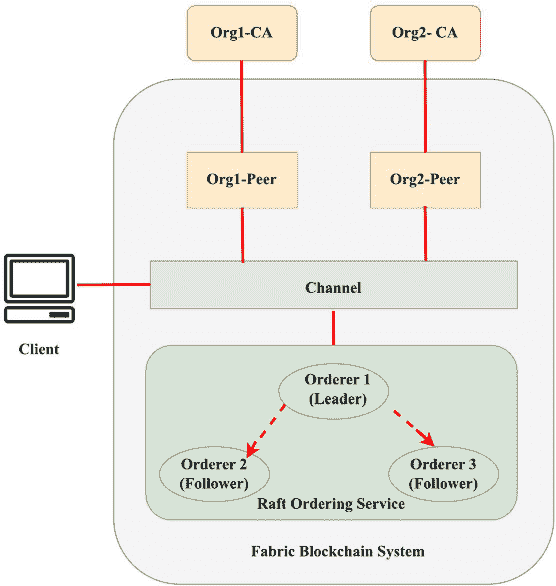 Org1-CA
Org2- CA
Org1-Peer
Org2-Peer
Channel
Client
Orderer 1
(Leader)
Orderer 2
(Follower)
Orderer 3
(Follower)
Raft Ordering Service
Fabric Blockchain System